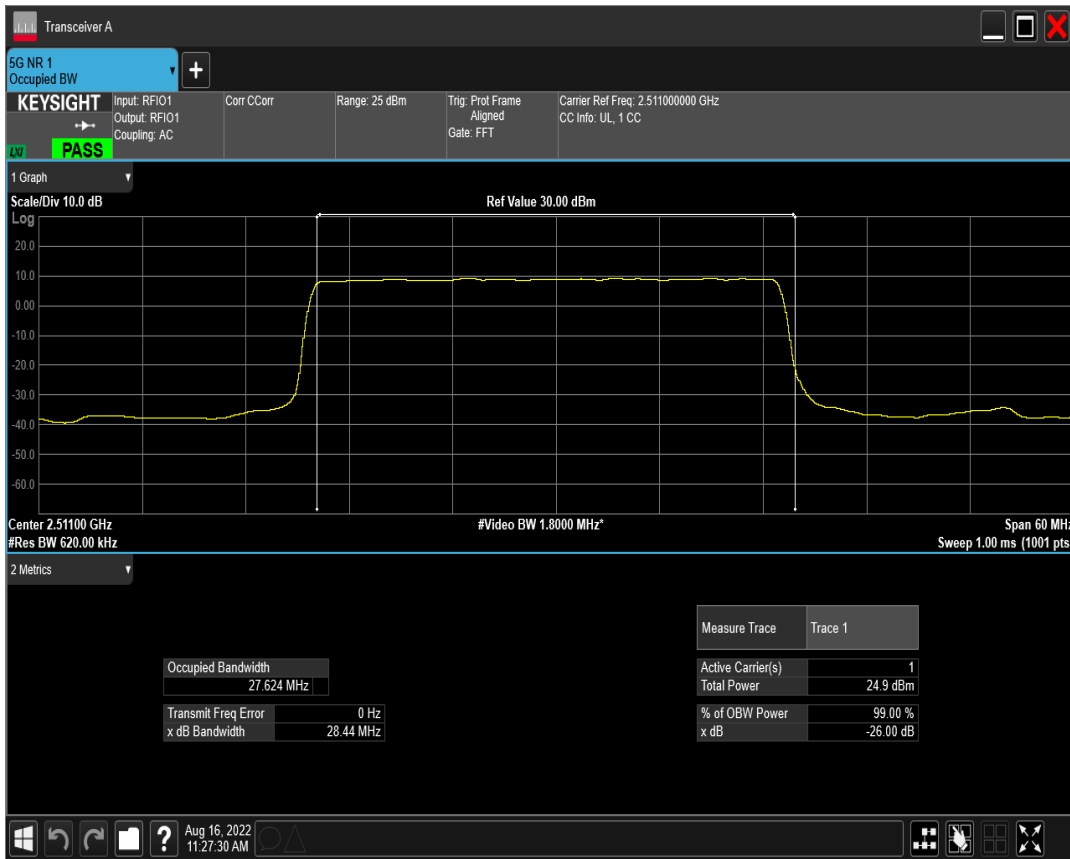 Transceiver A
5G NR 1
Occupied BW
KEYSIGHT
LXI
PASS
Input: RFIO1
Output: RFIO1
Coupling: AC
Corr CCorr
Range: 25 dBm
Trig: Prot Frame
Aligned
Gate: FFT
Carrier Ref Freq: 2.511000000 GHz
CC Info: UL, 1 CC
1 Graph
Scale/Div 10.0 dB
Ref Value 30.00 dBm
Log
20.0
10.0
0.00
-10.0
-20.0
-30.0
-40.0
-50.0
-60.0
Center 2.51100 GHz
#Video BW 1.8000 MHz*
Span 60 MHz
#Res BW 620.00 kHz
Sweep 1.00 ms (1001 pts
2 Metrics
Measure Trace Trace 1
Occupied Bandwidth
27.624 MHz
Active Carrier(s) 1
Total Power 24.9 dBm
Transmit Freq Error 0 Hz
x dB Bandwidth 28.44 MHz
% of OBW Power 99.00 %
x dB -26.00 dB
?
Aug 16, 2022
11:27:30 AM